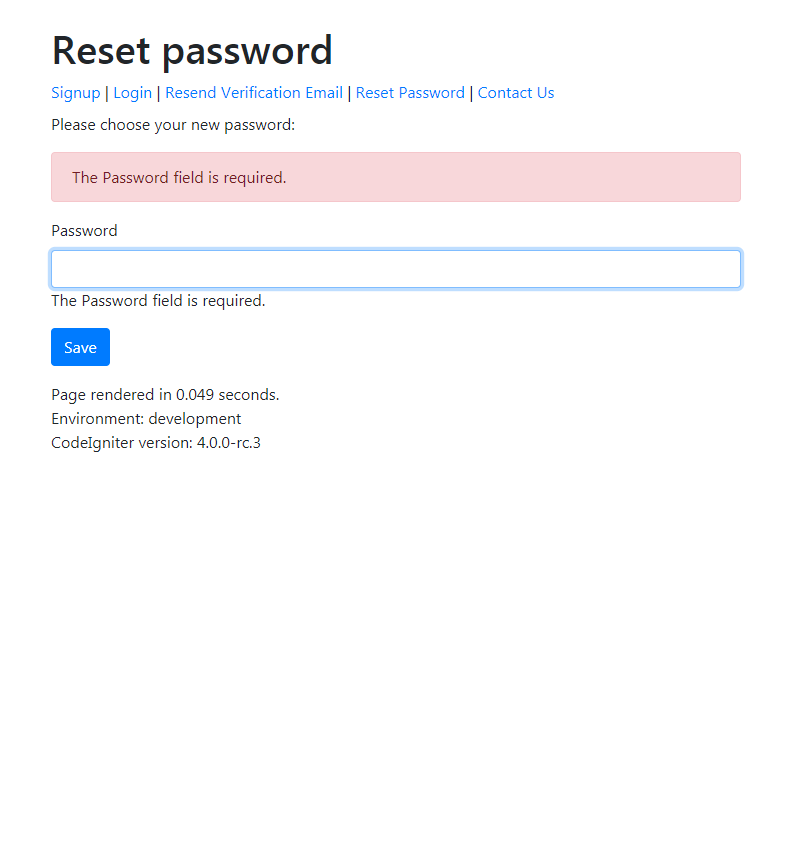 Reset password
Signup | Login | Resend Verification Email | Reset Password | Contact Us
Please choose your new password:
The Password field is required.
Password
The Password field is required.
Save
Page rendered in 0.049 seconds.
Environment: development
CodeIgniter version: 4.0.0-rc.3